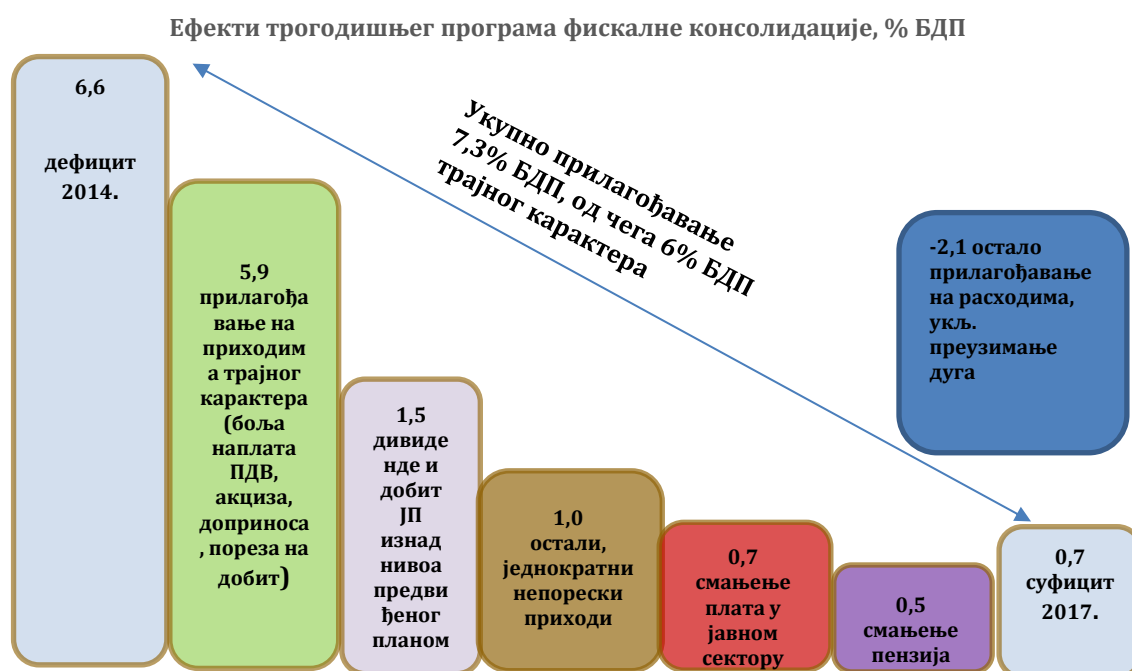 Ефекти трогодишњег програма фискалне консолидације, % БДП
6,6
дефицит
2014.
5,9
прилагођа
вање на
приходим
а трајног
карактера
(боља
наплата
ПДВ,
акциза,
доприноса
, пореза на
добит)
1,5
дивиде
нде и
добит
ЈП
изнад
нивоа
предви
ђеног
планом
1,0
остали,
једнократни
непорески
приходи
0,7
смањење
плата у
јавном
сектору
0,5
смањење
пензија
0,7
суфицит
2017.
Укупно прилагођавање
7,3% БДП, од чега 6% БДП
трајног карактера
-2,1 остало
прилагођавање
на расходима,
укљ.
преузимање
дуга